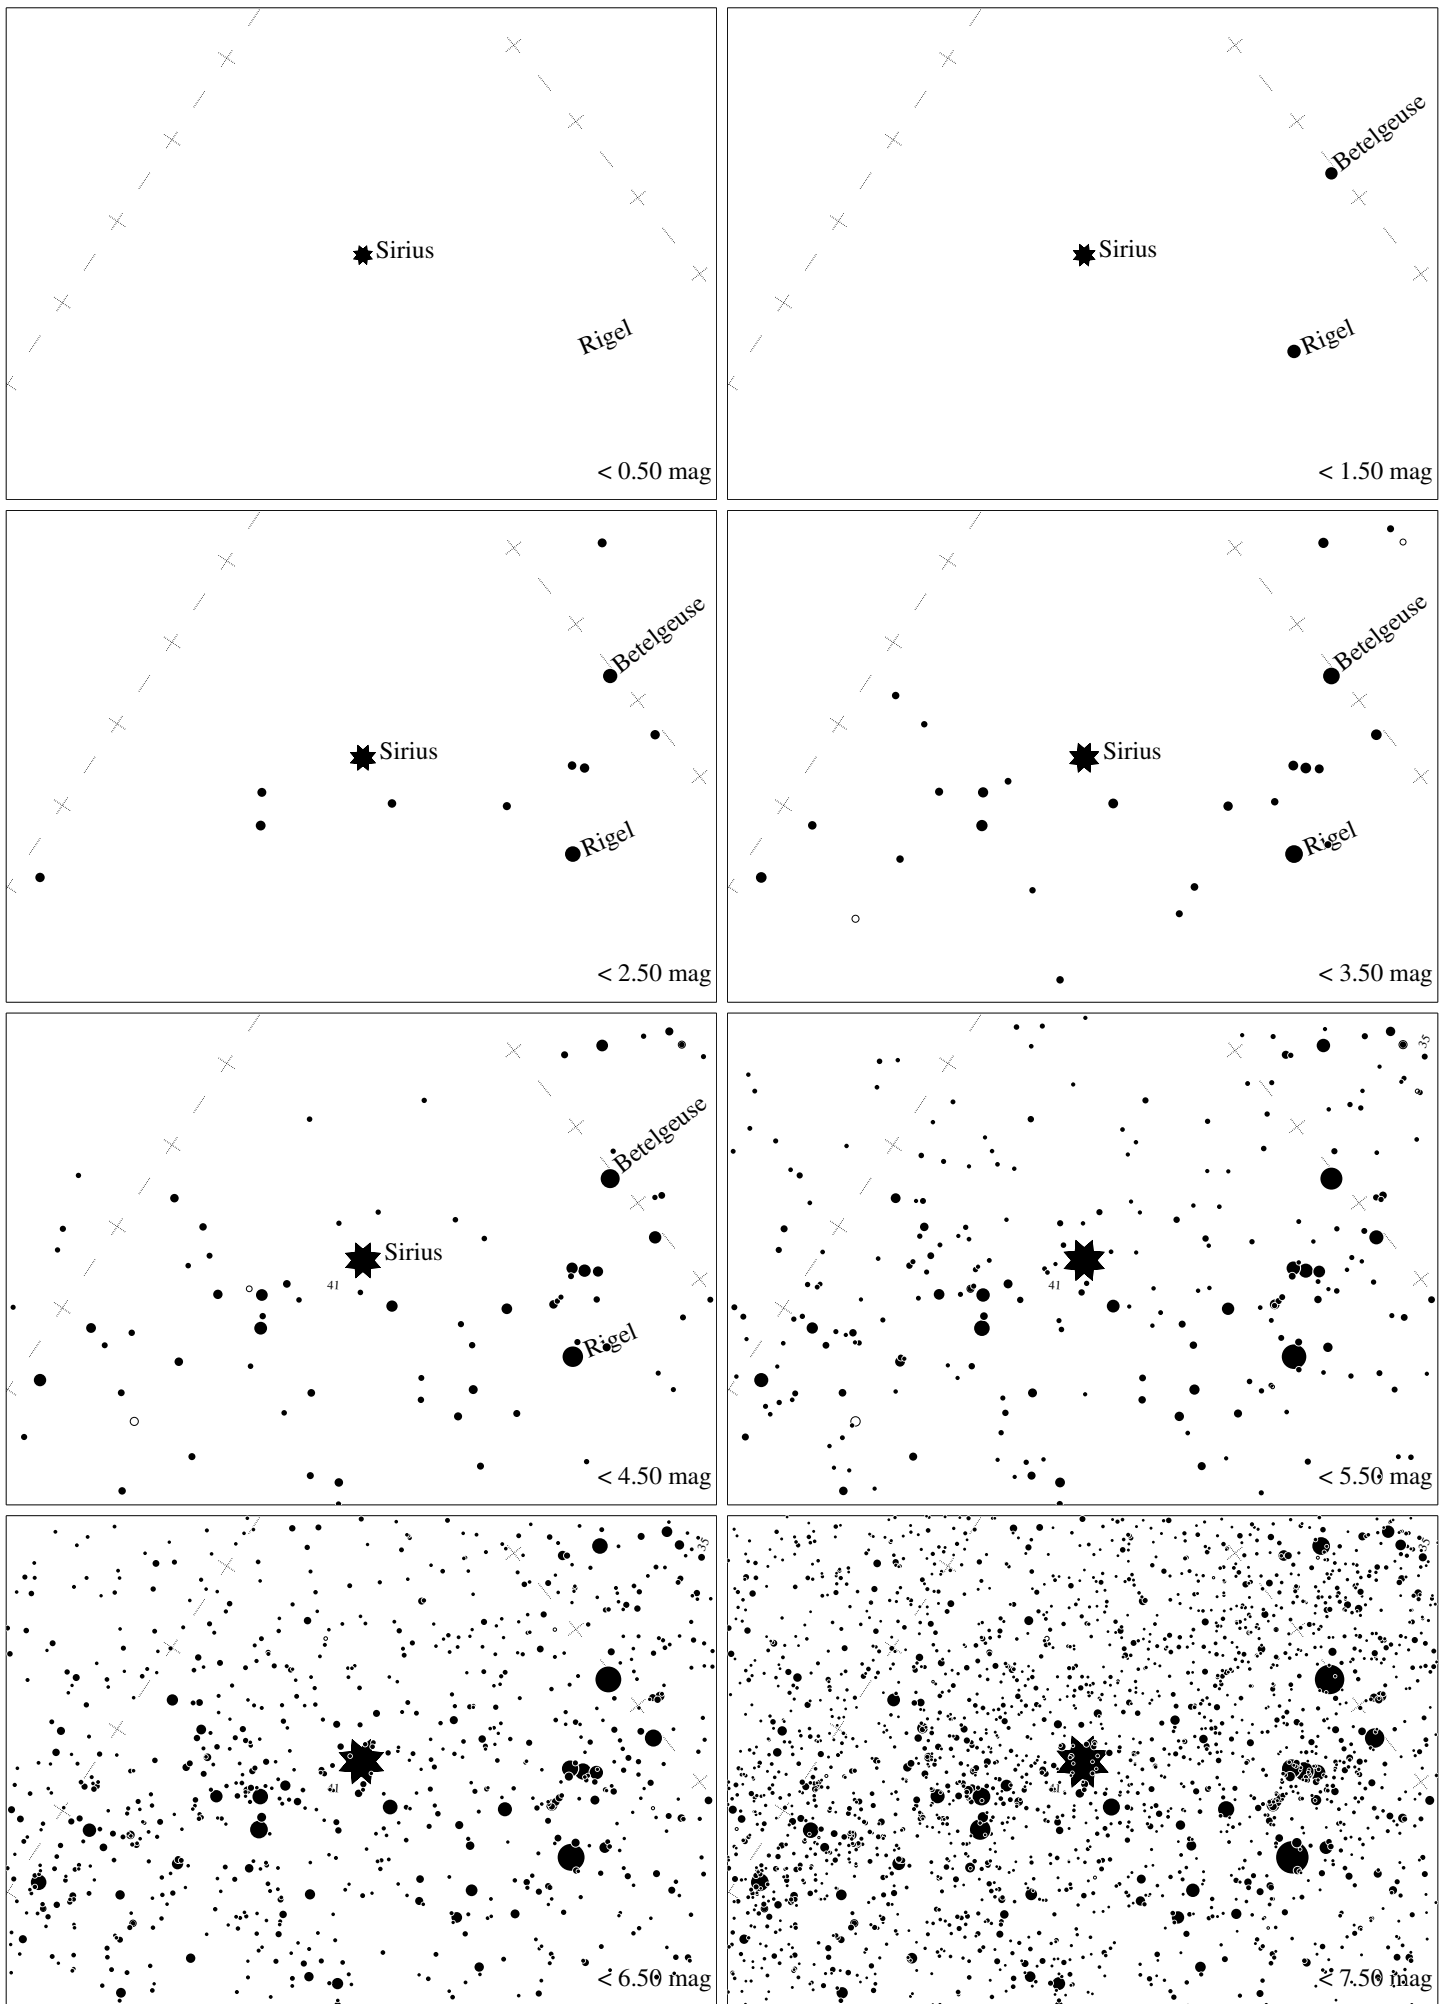 Sirius
Rigel
< 0.50 mag
Betelgeuse
Sirius
Rigel
< 1.50 mag
Betelgeuse
Sirius
Rigel
< 2.50 mag
Betelgeuse
Sirius
Rigel
< 3.50 mag
Betelgeuse
Sirius
41
Rigel
< 4.50 mag
35
41
< 5.50 mag
35
41
< 6.50 mag
35
41
< 7.50 mag